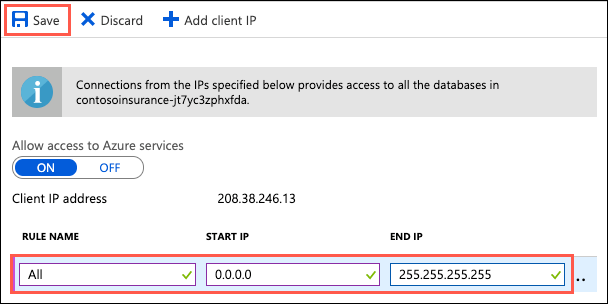 Save Discard Add client IP
Connections from the IPs specified below provides access to all the databases in
contosoinsurance-jt7yc3zphxfda.
Allow access to Azure services
ON OFF
Client IP address 208.38.246.13
RULE NAME START IP END IP
All 0.0.0.0 255.255.255.255